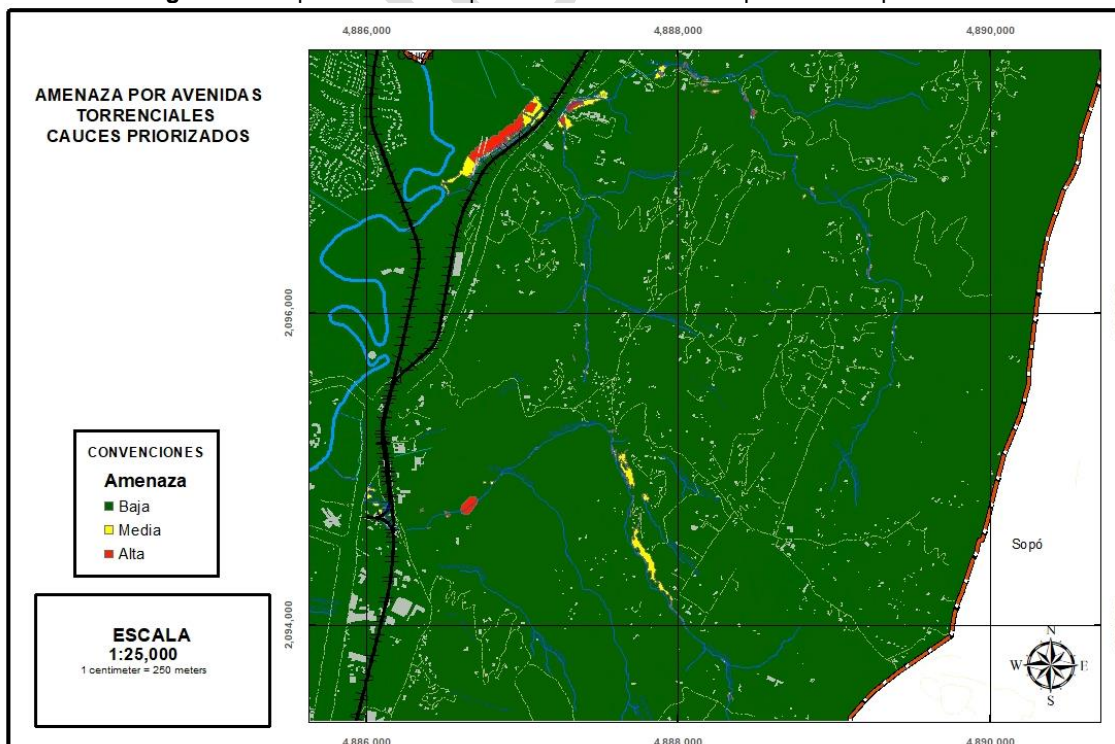 AMENAZA POR AVENIDAS
TORRENCIALES
CAUCES PRIORIZADOS
CONVENCIONES
Amenaza
Baja
Media
Alta
ESCALA
1:25,000
1 centimeter = 250 meters
4,886,000
4,888,000
4,890,000
2,096,000
2,094,000
Sopó
N
W
E
S
4,886,000
4,888,000
4,890,000